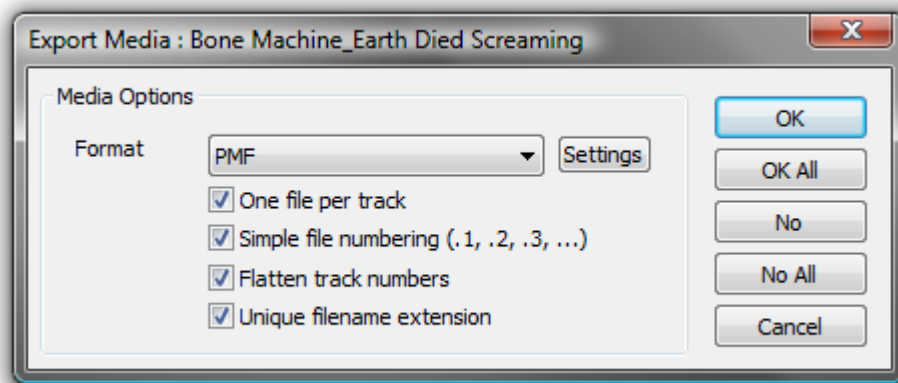 Export Media : Bone Machine_Earth Died Screaming
Media Options
Format
PMF
Settings
One file per track
Simple file numbering (.1, .2, .3, ...)
Flatten track numbers
Unique filename extension
OK
OK All
No
No All
Cancel